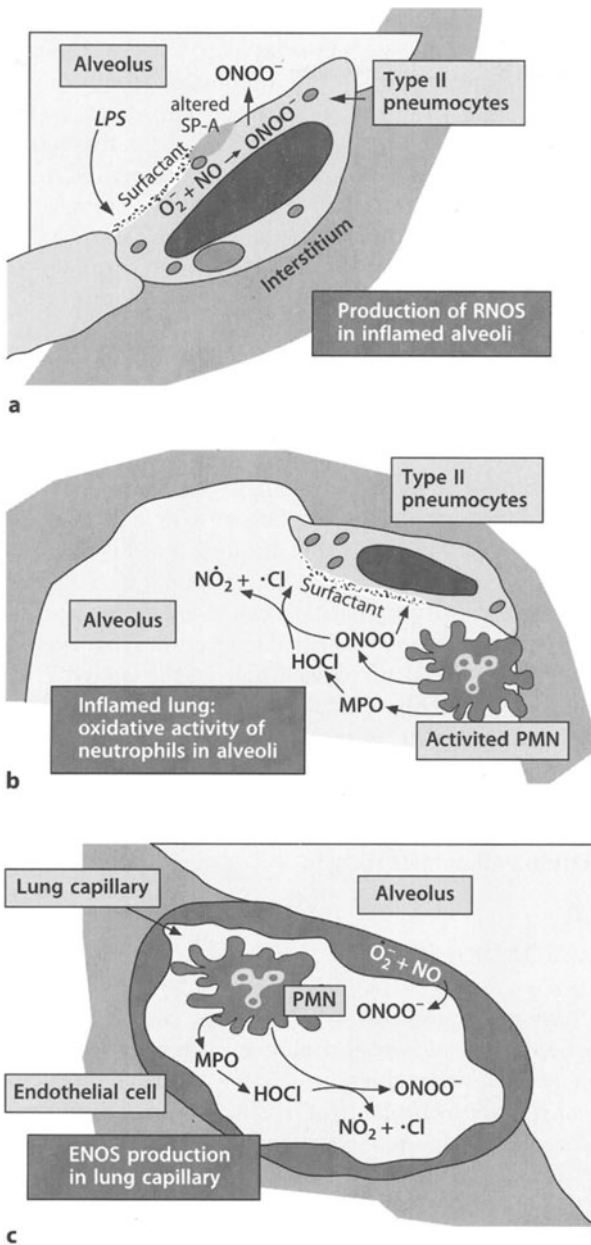 Alveolus
ONOO⁻
Type II
pneumocytes
altered
SP-A
LPS
Surfactant
O₂⁻ + NO → ONOO⁻
Interstitium
Production of RNOS
in inflamed alveoli
a
Type II
pneumocytes
NȮ₂ + ·Cl
Surfactant
Alveolus
ONOO
HOCl
MPO
Inflamed lung:
oxidative activity of
neutrophils in alveoli
Activited PMN
b
Lung capillary
Alveolus
O₂⁻ + NO
PMN
ONOO⁻
MPO
Endothelial cell
HOCl
ONOO⁻
NȮ₂ + ·Cl
ENOS production
in lung capillary
c